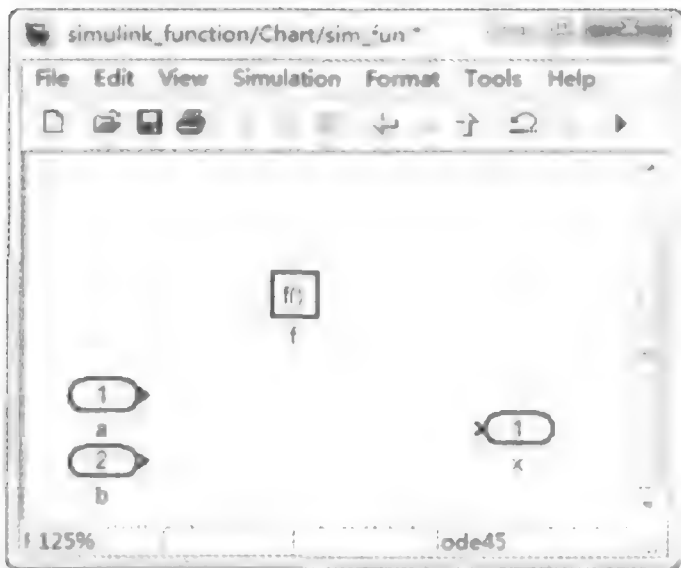 simulink_function/Chart/sim_fun *
File Edit View Simulation Format Tools Help
f()
f
1
a
2
b
1
x
125%
ode45